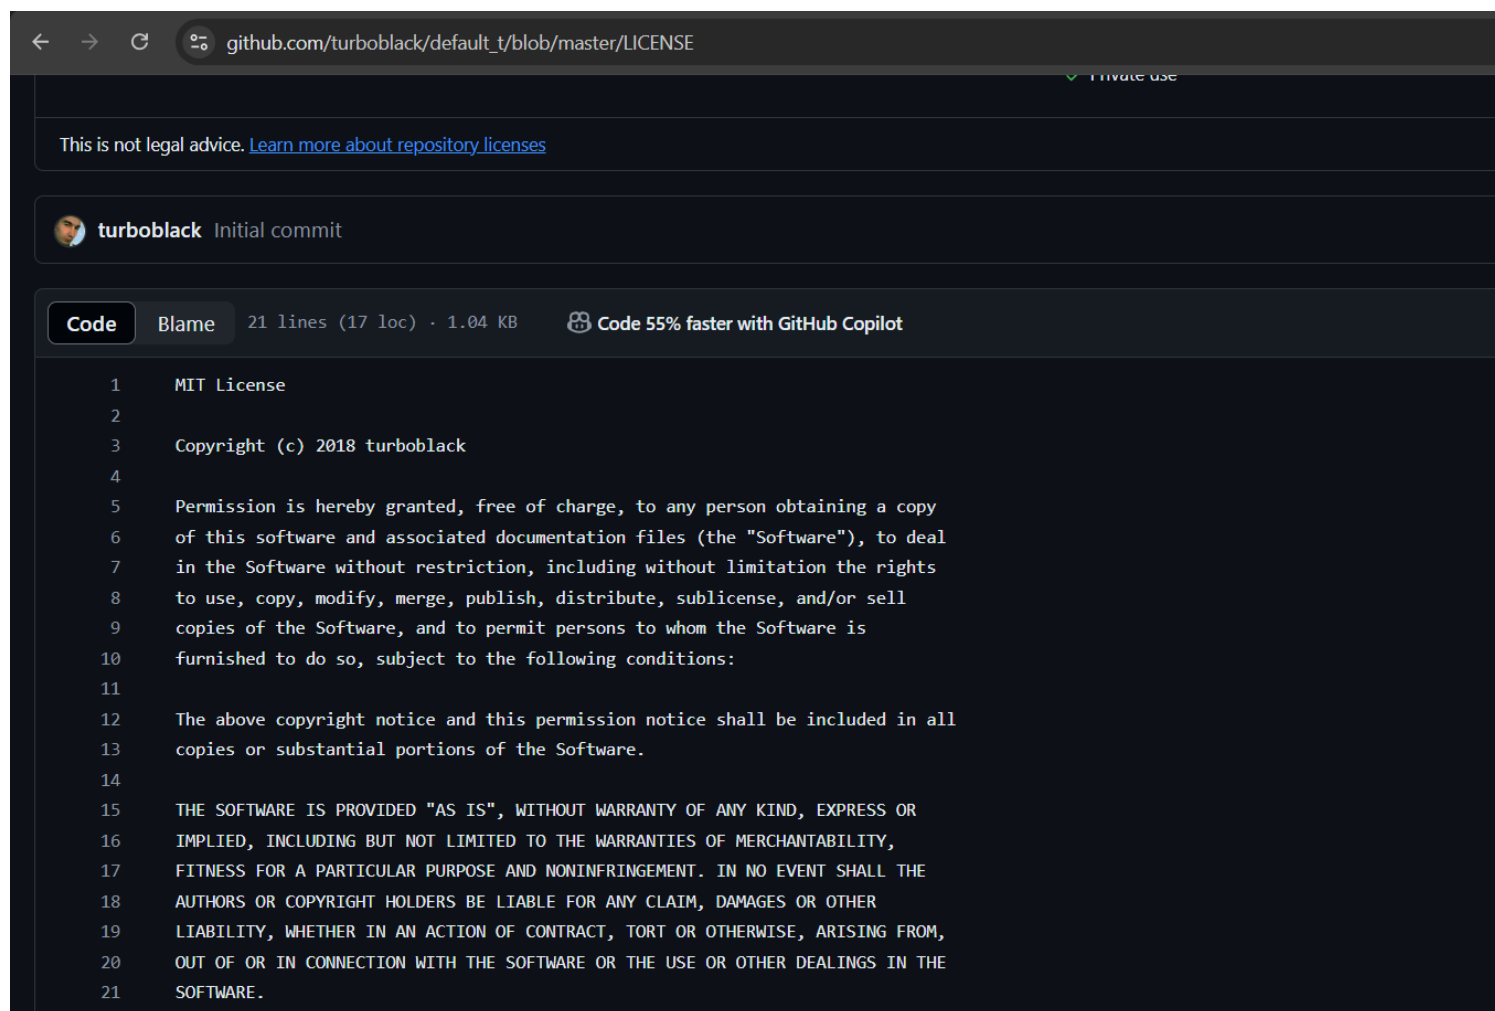 github.com/turboblack/default_t/blob/master/LICENSE
Private use
This is not legal advice. Learn more about repository licenses
turboblack Initial commit
Code Blame 21 lines (17 loc) · 1.04 KB Code 55% faster with GitHub Copilot
1 MIT License
2
3 Copyright (c) 2018 turboblack
4
5 Permission is hereby granted, free of charge, to any person obtaining a copy
6 of this software and associated documentation files (the "Software"), to deal
7 in the Software without restriction, including without limitation the rights
8 to use, copy, modify, merge, publish, distribute, sublicense, and/or sell
9 copies of the Software, and to permit persons to whom the Software is
10 furnished to do so, subject to the following conditions:
11
12 The above copyright notice and this permission notice shall be included in all
13 copies or substantial portions of the Software.
14
15 THE SOFTWARE IS PROVIDED "AS IS", WITHOUT WARRANTY OF ANY KIND, EXPRESS OR
16 IMPLIED, INCLUDING BUT NOT LIMITED TO THE WARRANTIES OF MERCHANTABILITY,
17 FITNESS FOR A PARTICULAR PURPOSE AND NONINFRINGEMENT. IN NO EVENT SHALL THE
18 AUTHORS OR COPYRIGHT HOLDERS BE LIABLE FOR ANY CLAIM, DAMAGES OR OTHER
19 LIABILITY, WHETHER IN AN ACTION OF CONTRACT, TORT OR OTHERWISE, ARISING FROM,
20 OUT OF OR IN CONNECTION WITH THE SOFTWARE OR THE USE OR OTHER DEALINGS IN THE
21 SOFTWARE.